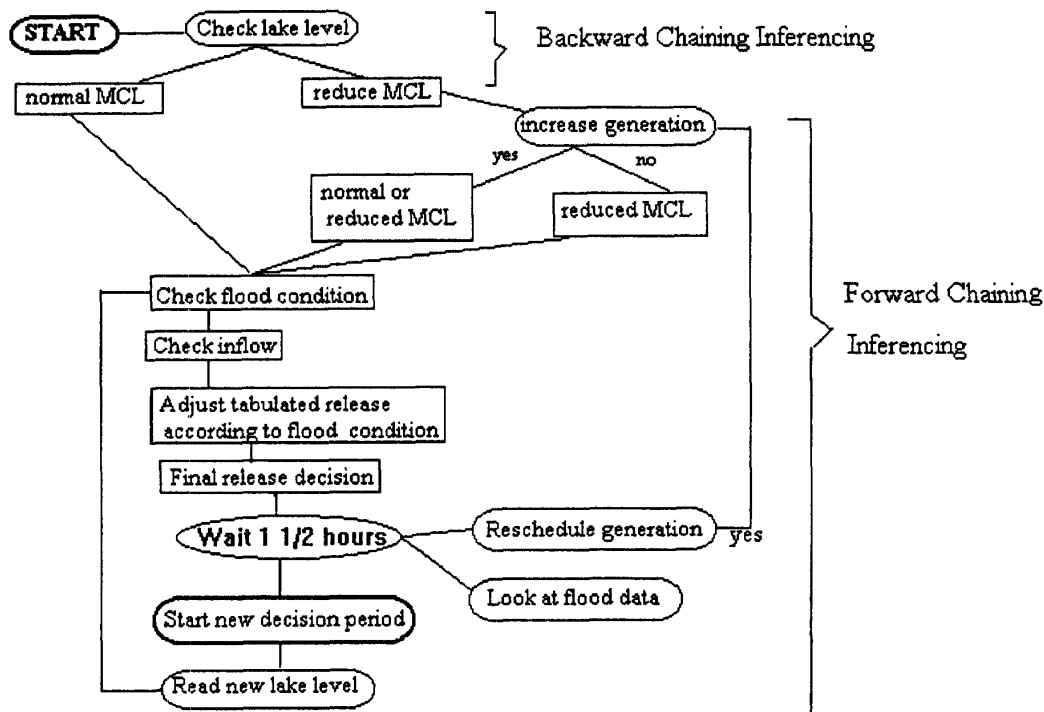 START
Check lake level
Backward Chaining Inferencing
normal MCL
reduce MCL
increase generation
yes
no
normal or
reduced MCL
reduced MCL
Check flood condition
Forward Chaining
Inferencing
Check inflow
Adjust tabulated release
according to flood condition
Final release decision
Wait 1 1/2 hours
Reschedule generation
yes
Look at flood data
Start new decision period
Read new lake level